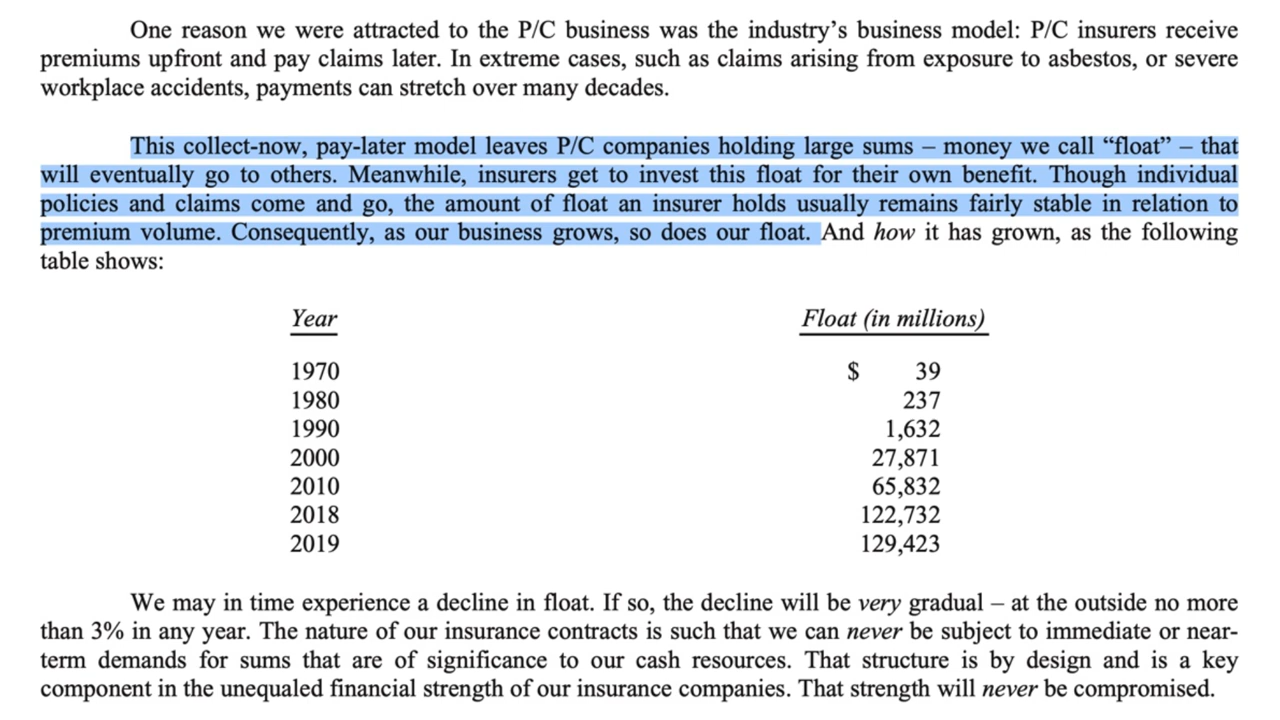 One reason we were attracted to the P/C business was the industry’s business model: P/C insurers receive
premiums upfront and pay claims later. In extreme cases, such as claims arising from exposure to asbestos, or severe
workplace accidents, payments can stretch over many decades.
This collect-now, pay-later model leaves P/C companies holding large sums – money we call “float” – that
will eventually go to others. Meanwhile, insurers get to invest this float for their own benefit. Though individual
policies and claims come and go, the amount of float an insurer holds usually remains fairly stable in relation to
premium volume. Consequently, as our business grows, so does our float. And how it has grown, as the following
table shows:
Year Float (in millions)
1970 $ 39
1980 237
1990 1,632
2000 27,871
2010 65,832
2018 122,732
2019 129,423
We may in time experience a decline in float. If so, the decline will be very gradual – at the outside no more
than 3% in any year. The nature of our insurance contracts is such that we can never be subject to immediate or near-
term demands for sums that are of significance to our cash resources. That structure is by design and is a key
component in the unequaled financial strength of our insurance companies. That strength will never be compromised.